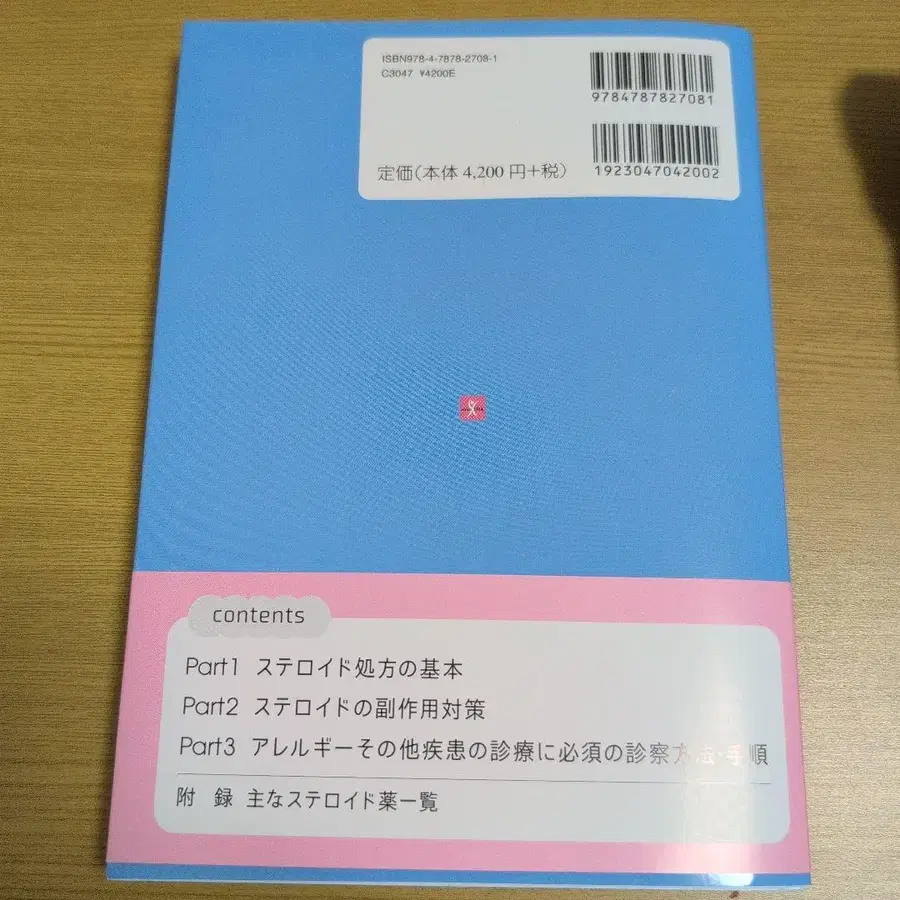 ISBN978-4-7878-2708-1
C3047 ¥4200E
9784787827081
定価(本体 4,200 円+税)
1923047042002
contents
Part1 ステロイド処方の基本
Part2 ステロイドの副作用対策
Part3 アレルギーその他疾患の診療に必須の診察方法・手順
附 録 主なステロイド薬一覧